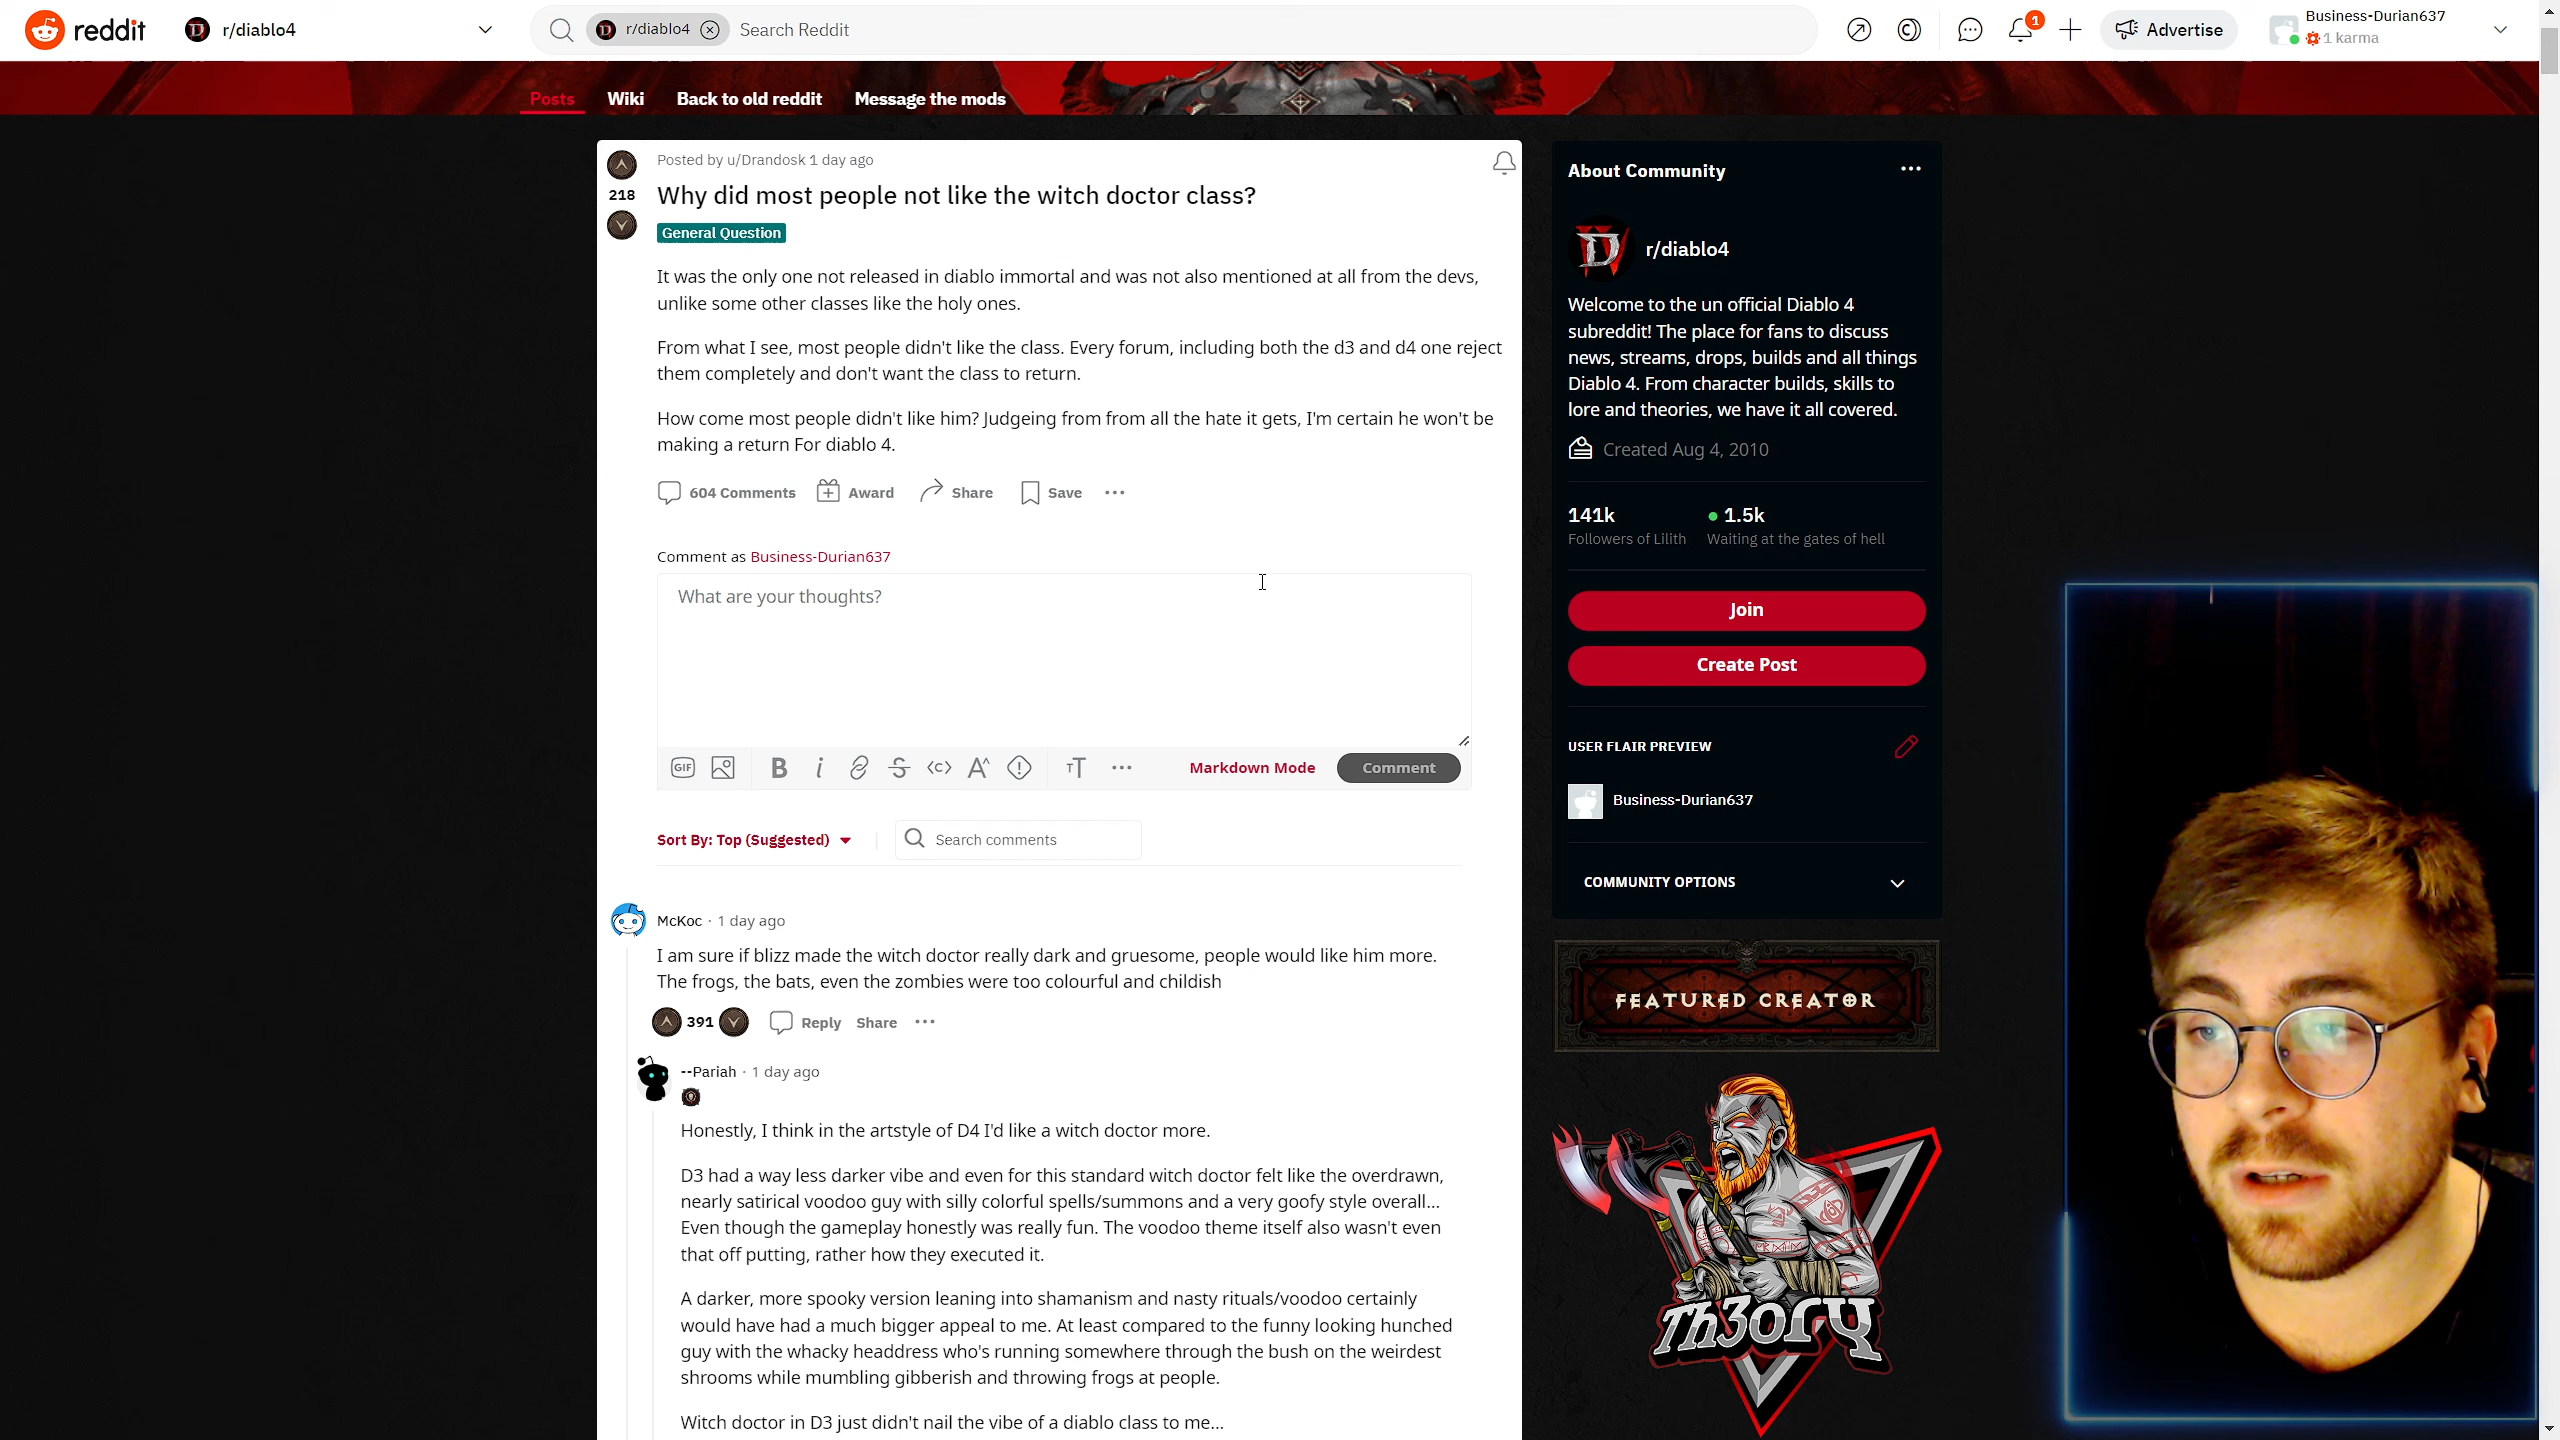 reddit
r/diablo4
r/diablo4
Search Reddit
1
Advertise
Business-Durian637
1 karma
Posts
Wiki
Back to old reddit
Message the mods
Posted by u/Drandosk 1 day ago
218
Why did most people not like the witch doctor class?
General Question
It was the only one not released in diablo immortal and was not also mentioned at all from the devs,
unlike some other classes like the holy ones.
From what I see, most people didn't like the class. Every forum, including both the d3 and d4 one reject
them completely and don't want the class to return.
How come most people didn't like him? Judgeing from from all the hate it gets, I'm certain he won't be
making a return For diablo 4.
604 Comments
Award
Share
Save
Comment as Business-Durian637
What are your thoughts?
GIF
B
i
Markdown Mode
Comment
Sort By: Top (Suggested)
Search comments
McKoc · 1 day ago
I am sure if blizz made the witch doctor really dark and gruesome, people would like him more.
The frogs, the bats, even the zombies were too colourful and childish
391
Reply
Share
--Pariah · 1 day ago
Honestly, I think in the artstyle of D4 I'd like a witch doctor more.
D3 had a way less darker vibe and even for this standard witch doctor felt like the overdrawn,
nearly satirical voodoo guy with silly colorful spells/summons and a very goofy style overall...
Even though the gameplay honestly was really fun. The voodoo theme itself also wasn't even
that off putting, rather how they executed it.
A darker, more spooky version leaning into shamanism and nasty rituals/voodoo certainly
would have had a much bigger appeal to me. At least compared to the funny looking hunched
guy with the whacky headdress who's running somewhere through the bush on the weirdest
shrooms while mumbling gibberish and throwing frogs at people.
Witch doctor in D3 just didn't nail the vibe of a diablo class to me...
About Community
r/diablo4
Welcome to the un official Diablo 4
subreddit! The place for fans to discuss
news, streams, drops, builds and all things
Diablo 4. From character builds, skills to
lore and theories, we have it all covered.
Created Aug 4, 2010
141k
1.5k
Followers of Lilith
Waiting at the gates of hell
Join
Create Post
USER FLAIR PREVIEW
Business-Durian637
COMMUNITY OPTIONS
FEATURED CREATOR
Th3ory